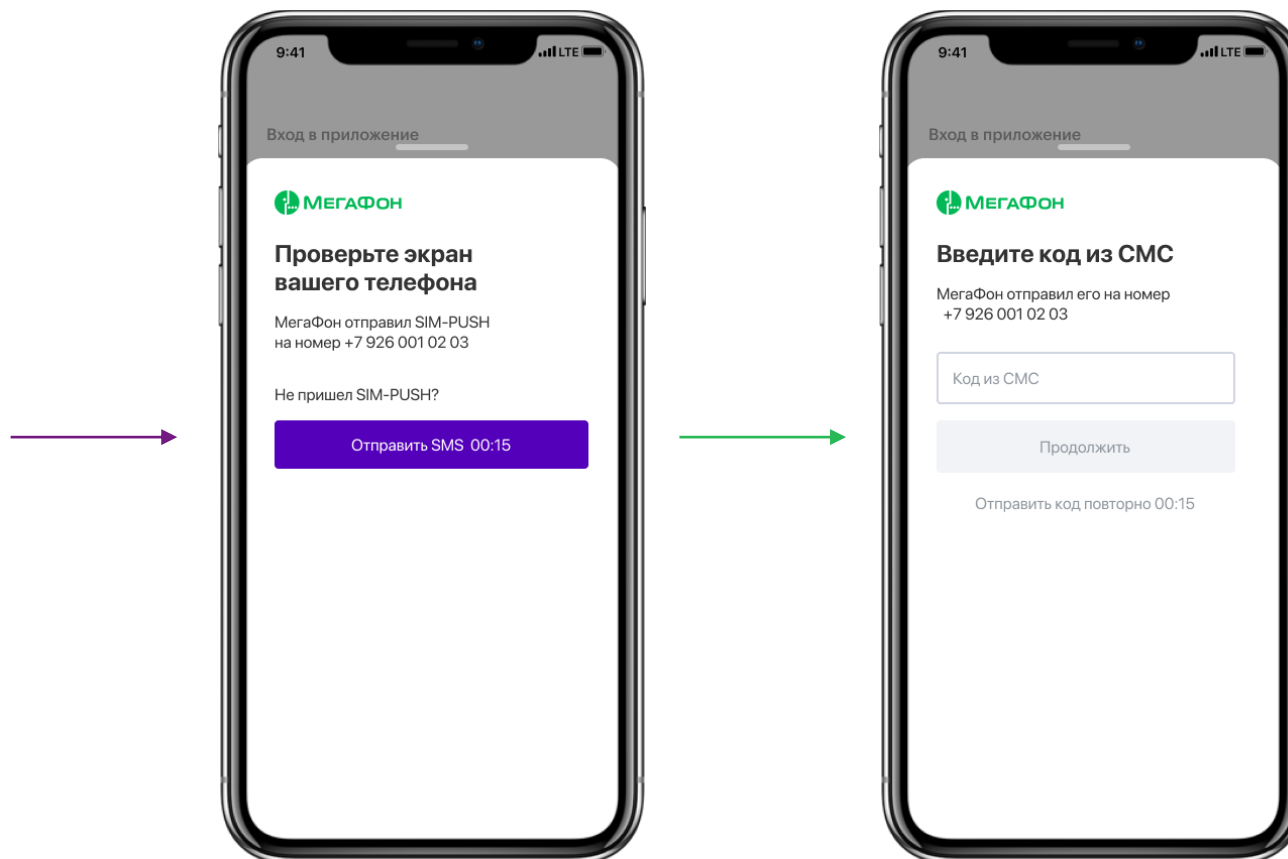 9:41
LTE
Вход в приложение
МЕГАФОН
Проверьте экран
вашего телефона
МегаФон отправил SIM-PUSH
на номер +7 926 001 02 03
Не пришел SIM-PUSH?
Отправить SMS 00:15
9:41
LTE
Вход в приложение
МЕГАФОН
Введите код из СМС
МегаФон отправил его на номер
+7 926 001 02 03
Код из СМС
Продолжить
Отправить код повторно 00:15